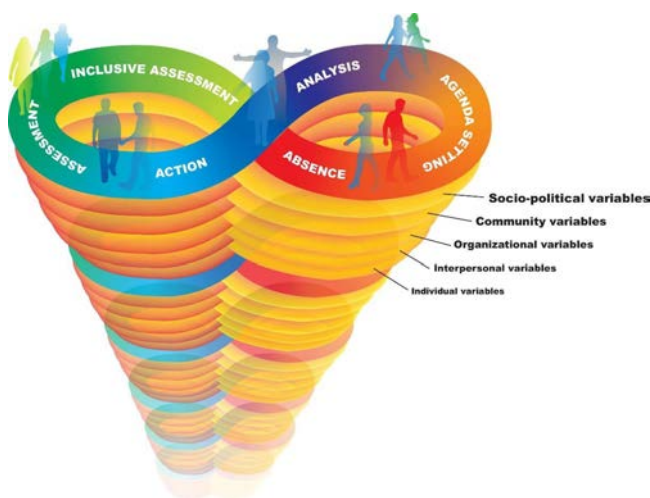 INCLUSIVE ASSESSMENT
ANALYSIS
AGENDA SETTING
ASSESSMENT
ACTION
ABSENCE
Socio-political variables
Community variables
Organizational variables
Interpersonal variables
Individual variables